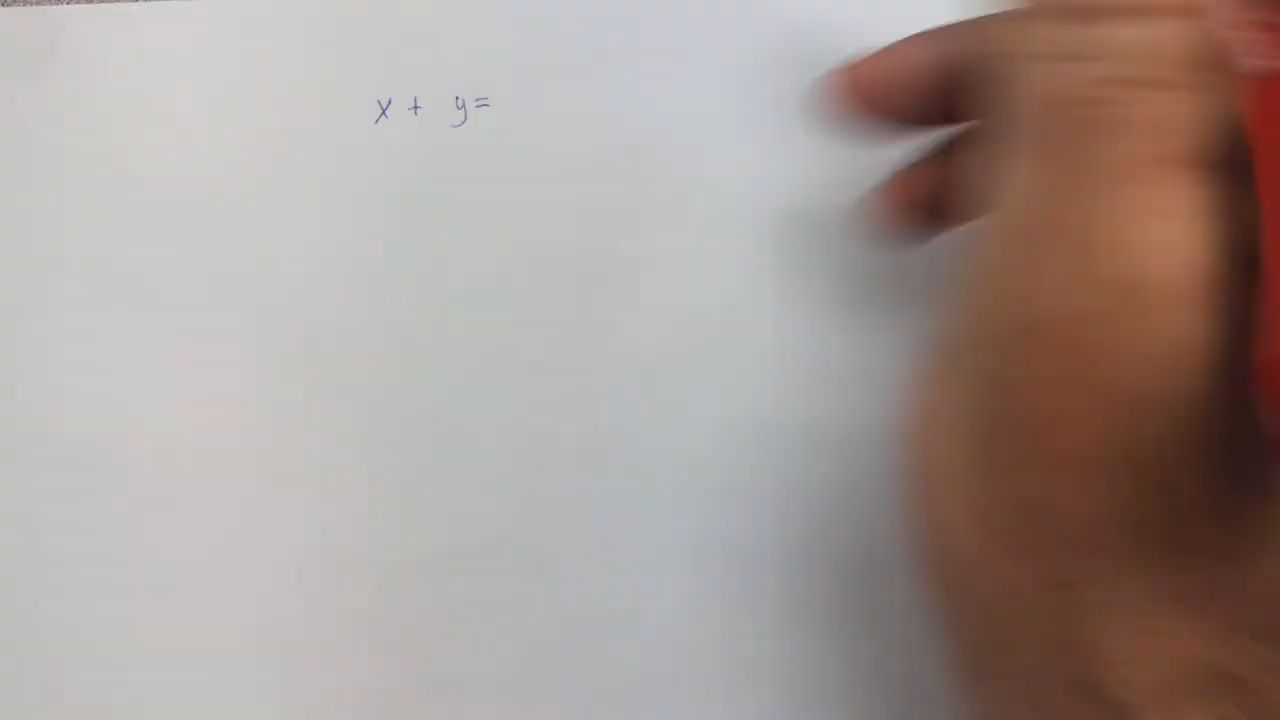 x + y =